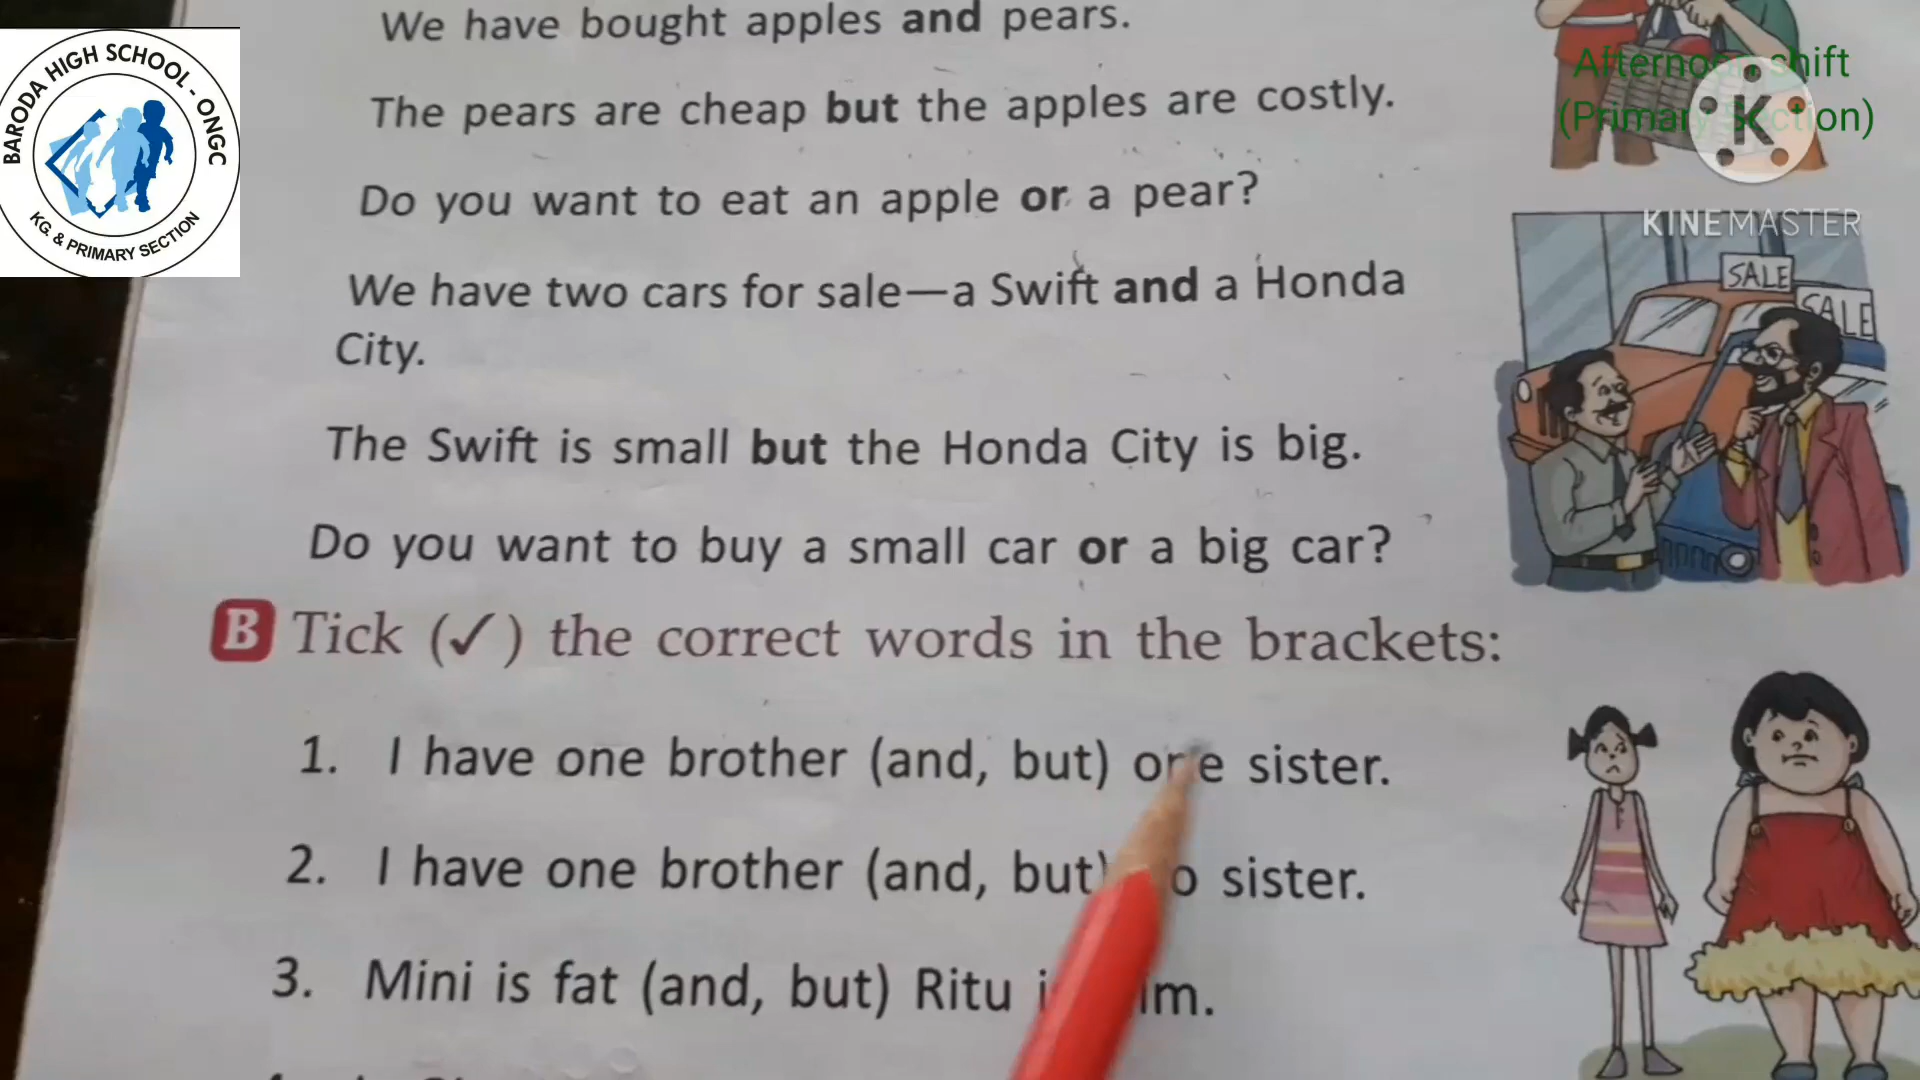 We have bought apples and pears.
The pears are cheap but the apples are costly.
Do you want to eat an apple or a pear?
We have two cars for sale—a Swift and a Honda
City.
The Swift is small but the Honda City is big.
Do you want to buy a small car or a big car?
B Tick (✓) the correct words in the brackets:
1. I have one brother (and, but) one sister.
2. I have one brother (and, but) sister.
3. Mini is fat (and, but) Ritu
BARODA HIGH SCHOOL - ONGC
KG. & PRIMARY SECTION
Afternoon shift
(Primary Section)
K
KINEMASTER
SALE
SALE